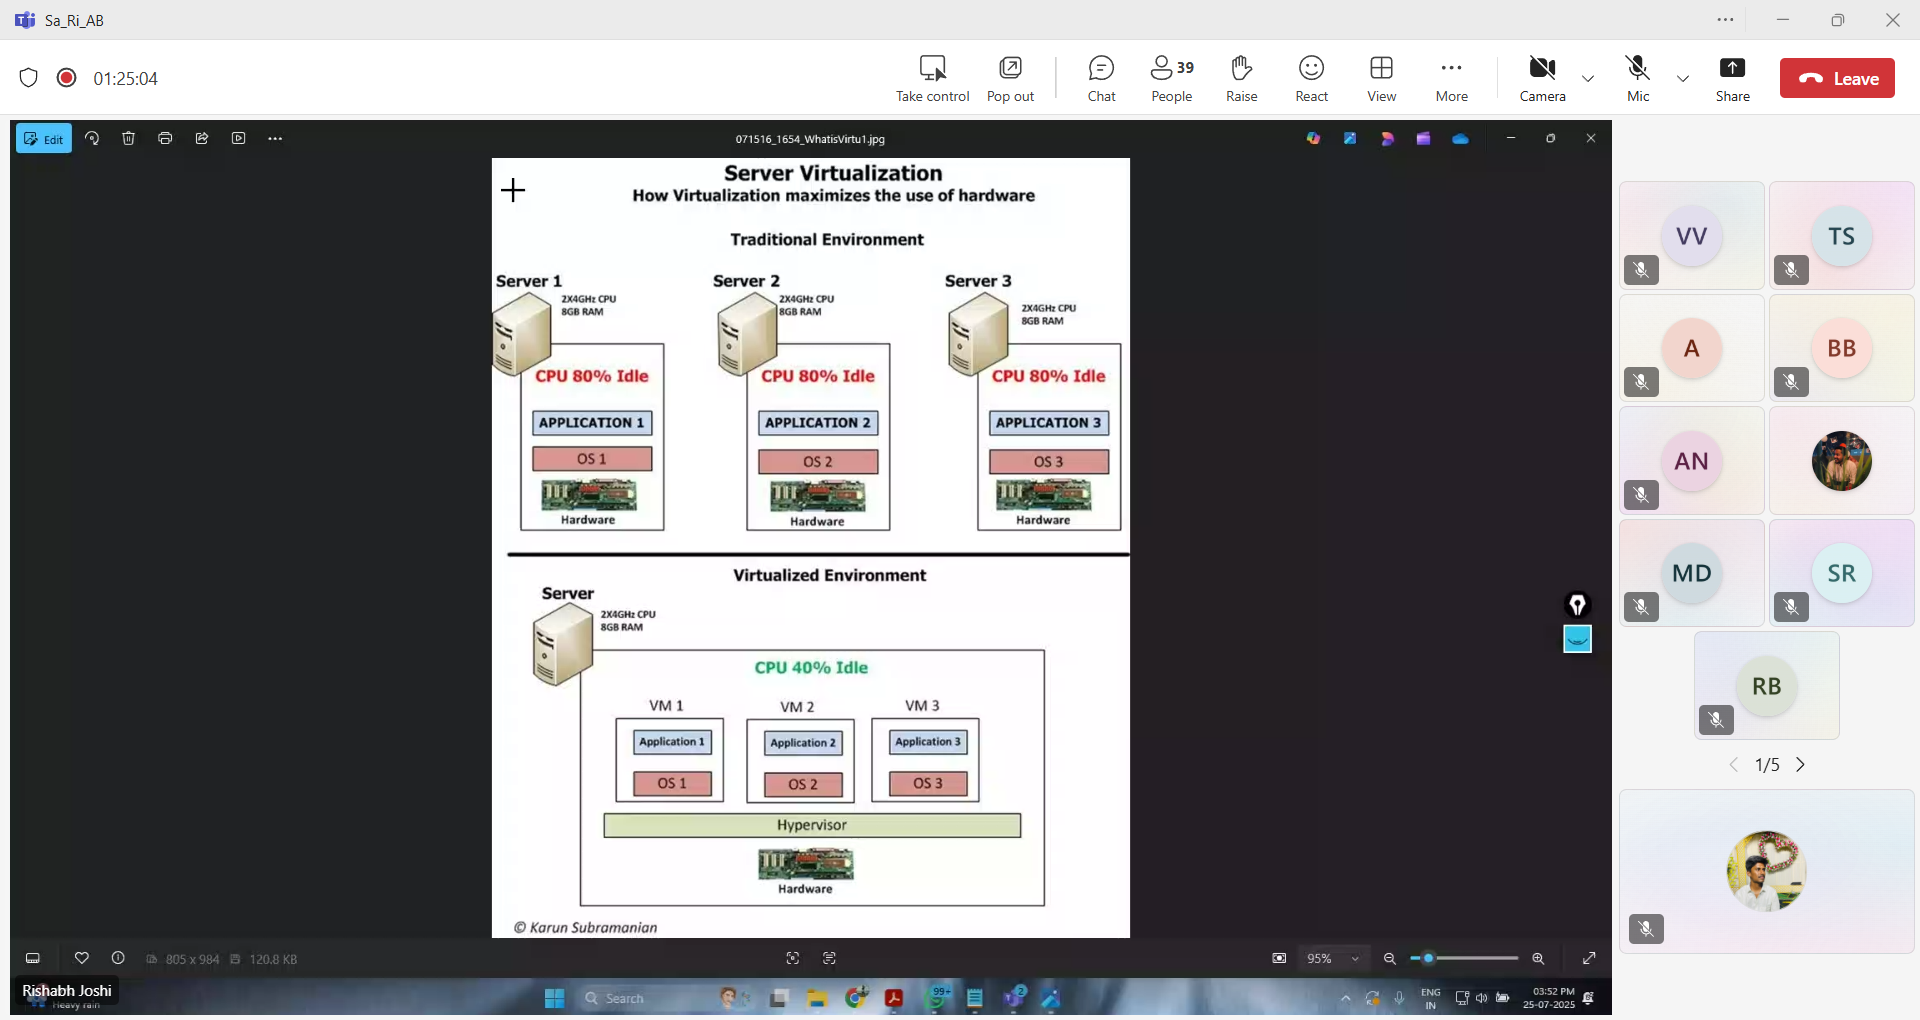 Sa_Ri_AB
01:25:04
Take control
Pop out
Chat
39
People
Raise
React
View
More
Camera
Mic
Share
Leave
Edit
071516_1654_WhatisVirtu1.jpg
Server Virtualization
How Virtualization maximizes the use of hardware
Traditional Environment
Server 1
2X4GHz CPU
8GB RAM
CPU 80% Idle
APPLICATION 1
OS 1
Hardware
Server 2
2X4GHz CPU
8GB RAM
CPU 80% Idle
APPLICATION 2
OS 2
Hardware
Server 3
2X4GHz CPU
8GB RAM
CPU 80% Idle
APPLICATION 3
OS 3
Hardware
Virtualized Environment
Server
2X4GHz CPU
8GB RAM
CPU 40% Idle
VM 1
Application 1
OS 1
VM 2
Application 2
OS 2
VM 3
Application 3
OS 3
Hypervisor
Hardware
© Karun Subramanian
VV
TS
A
BB
AN
MD
SR
RB
1/5
805 x 984
120.8 KB
95%
Rishabh Joshi
Heavy rain
Search
99+
2
ENG
IN
03:52 PM
25-07-2025